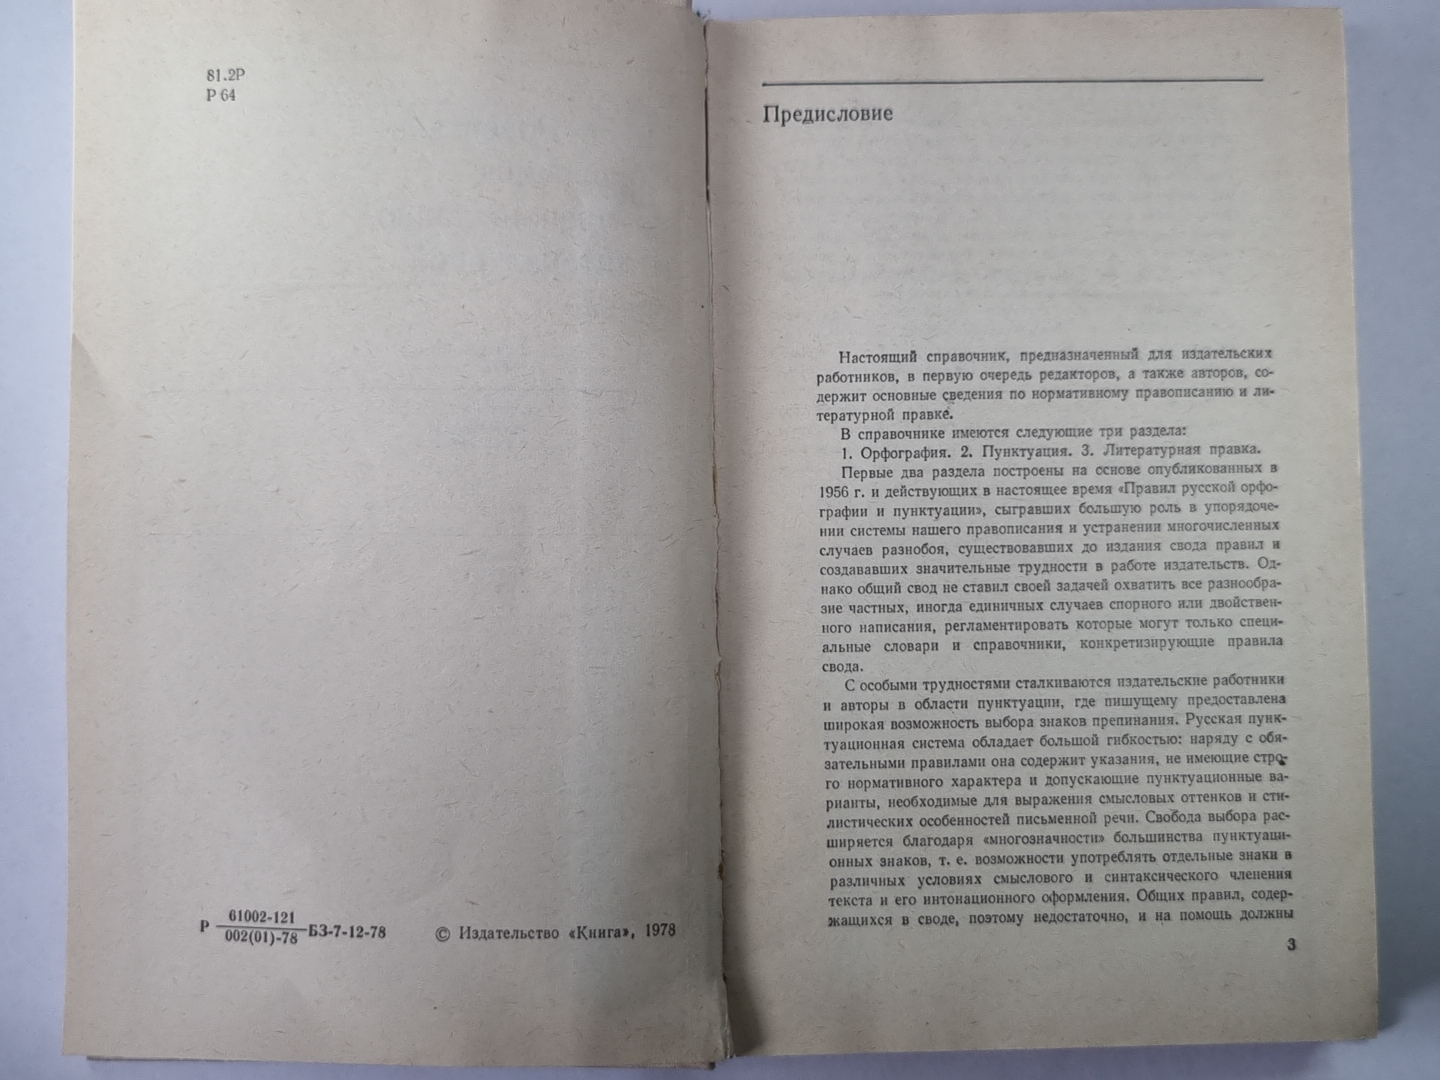 81.2Р
Р 64
Р 61002-121 БЗ-7-12-78
002(01)-78
© Издательство «Книга», 1978
Предисловие
Настоящий справочник, предназначенный для издательских
работников, в первую очередь редакторов, а также авторов, со-
держит основные сведения по нормативному правописанию и ли-
тературной правке.
В справочнике имеются следующие три раздела:
1. Орфография. 2. Пунктуация. 3. Литературная правка.
Первые два раздела построены на основе опубликованных в
1956 г. и действующих в настоящее время «Правил русской орфо-
графии и пунктуации», сыгравших большую роль в упорядоче-
нии системы нашего правописания и устранении многочисленных
случаев разнобоя, существовавших до издания свода правил и
создававших значительные трудности в работе издательств. Од-
нако общий свод не ставил своей задачей охватить все разнообра-
зие частных, иногда единичных случаев спорного или двойствен-
ного написания, регламентировать которые могут только специ-
альные словари и справочники, конкретизирующие правила
свода.
С особыми трудностями сталкиваются издательские работники
и авторы в области пунктуации, где пишущему предоставлена
широкая возможность выбора знаков препинания. Русская пунк-
туационная система обладает большой гибкостью: наряду с обя-
зательными правилами она содержит указания, не имеющие стро-
го нормативного характера и допускающие пунктуационные ва-
рианты, необходимые для выражения смысловых оттенков и сти-
листических особенностей письменной речи. Свобода выбора рас-
ширяется благодаря «многозначности» большинства пунктуаци-
онных знаков, т. е. возможности употреблять отдельные знаки в
различных условиях смыслового и синтаксического членения
текста и его интонационного оформления. Общих правил, содер-
жащихся в своде, поэтому недостаточно, и на помощь должны
3